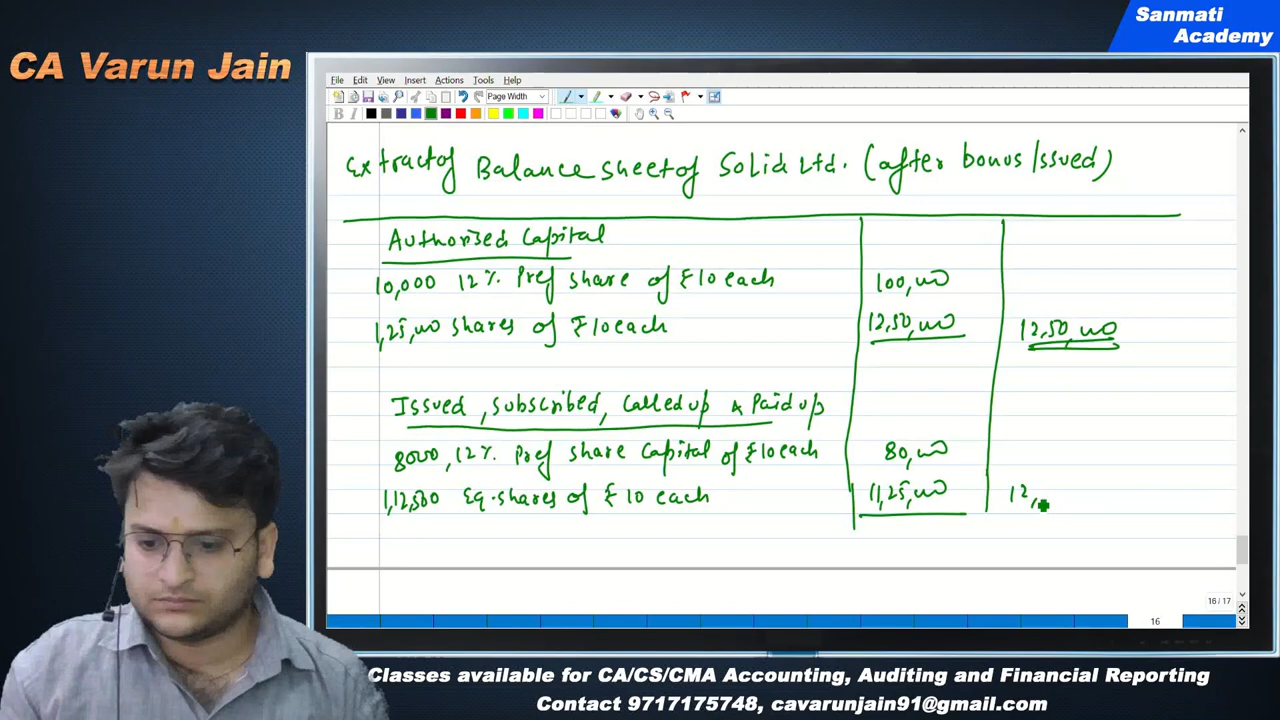 Sanmati
Academy
CA Varun Jain
File Edit View Insert Actions Tools Help
Page Width
Extract of Balance sheet of Solid Ltd. (after bonus Issued)
Authorised Capital
10,000 12% Pref share of ₹10 each 100,000
1,25,000 shares of ₹10 each 12,50,000 12,50,000
Issued, subscribed, called up & Paid up
8000, 12% Pref share Capital of ₹10 each 80,000
1,12,500 Eq. shares of ₹10 each 11,25,000 12,
16/17
16
Classes available for CA/CS/CMA Accounting, Auditing and Financial Reporting
Contact 9717175748, cavarunjain91@gmail.com